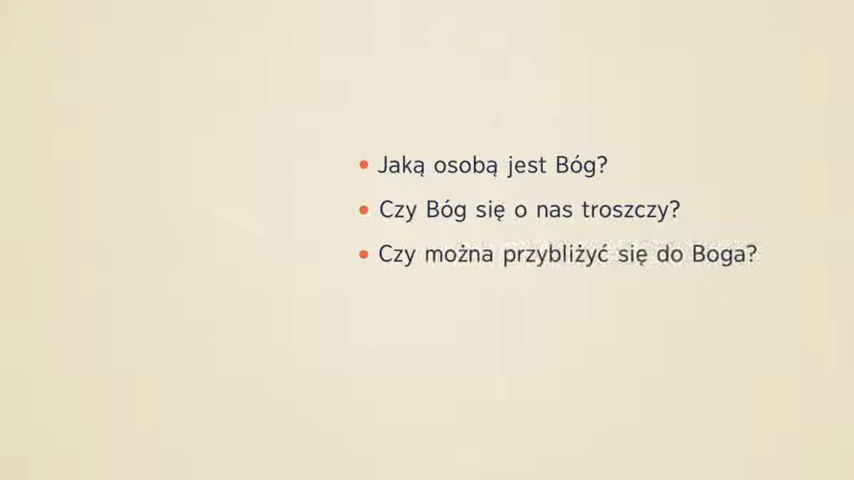 • Jaką osobą jest Bóg?
• Czy Bóg się o nas troszczy?
• Czy można przybliżyć się do Boga?